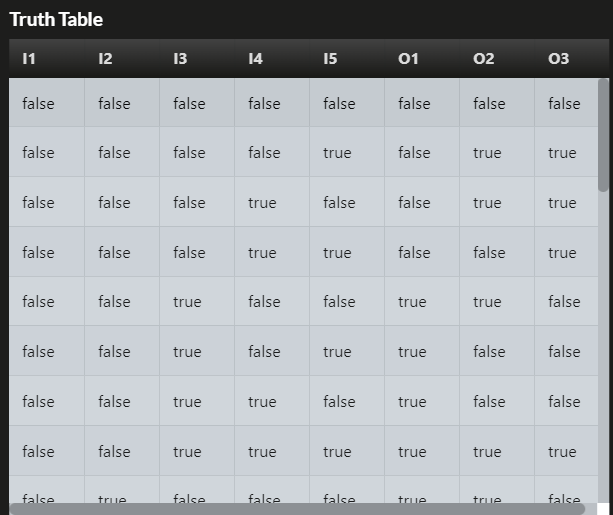 Truth Table
I1 I2 I3 I4 I5 O1 O2 O3
false false false false false false false false
false false false false true false true true
false false false true false false true true
false false false true true false false true
false false true false false true true false
false false true false true true false false
false false true true false true false false
false false true true true true true true
false true false false false true true false